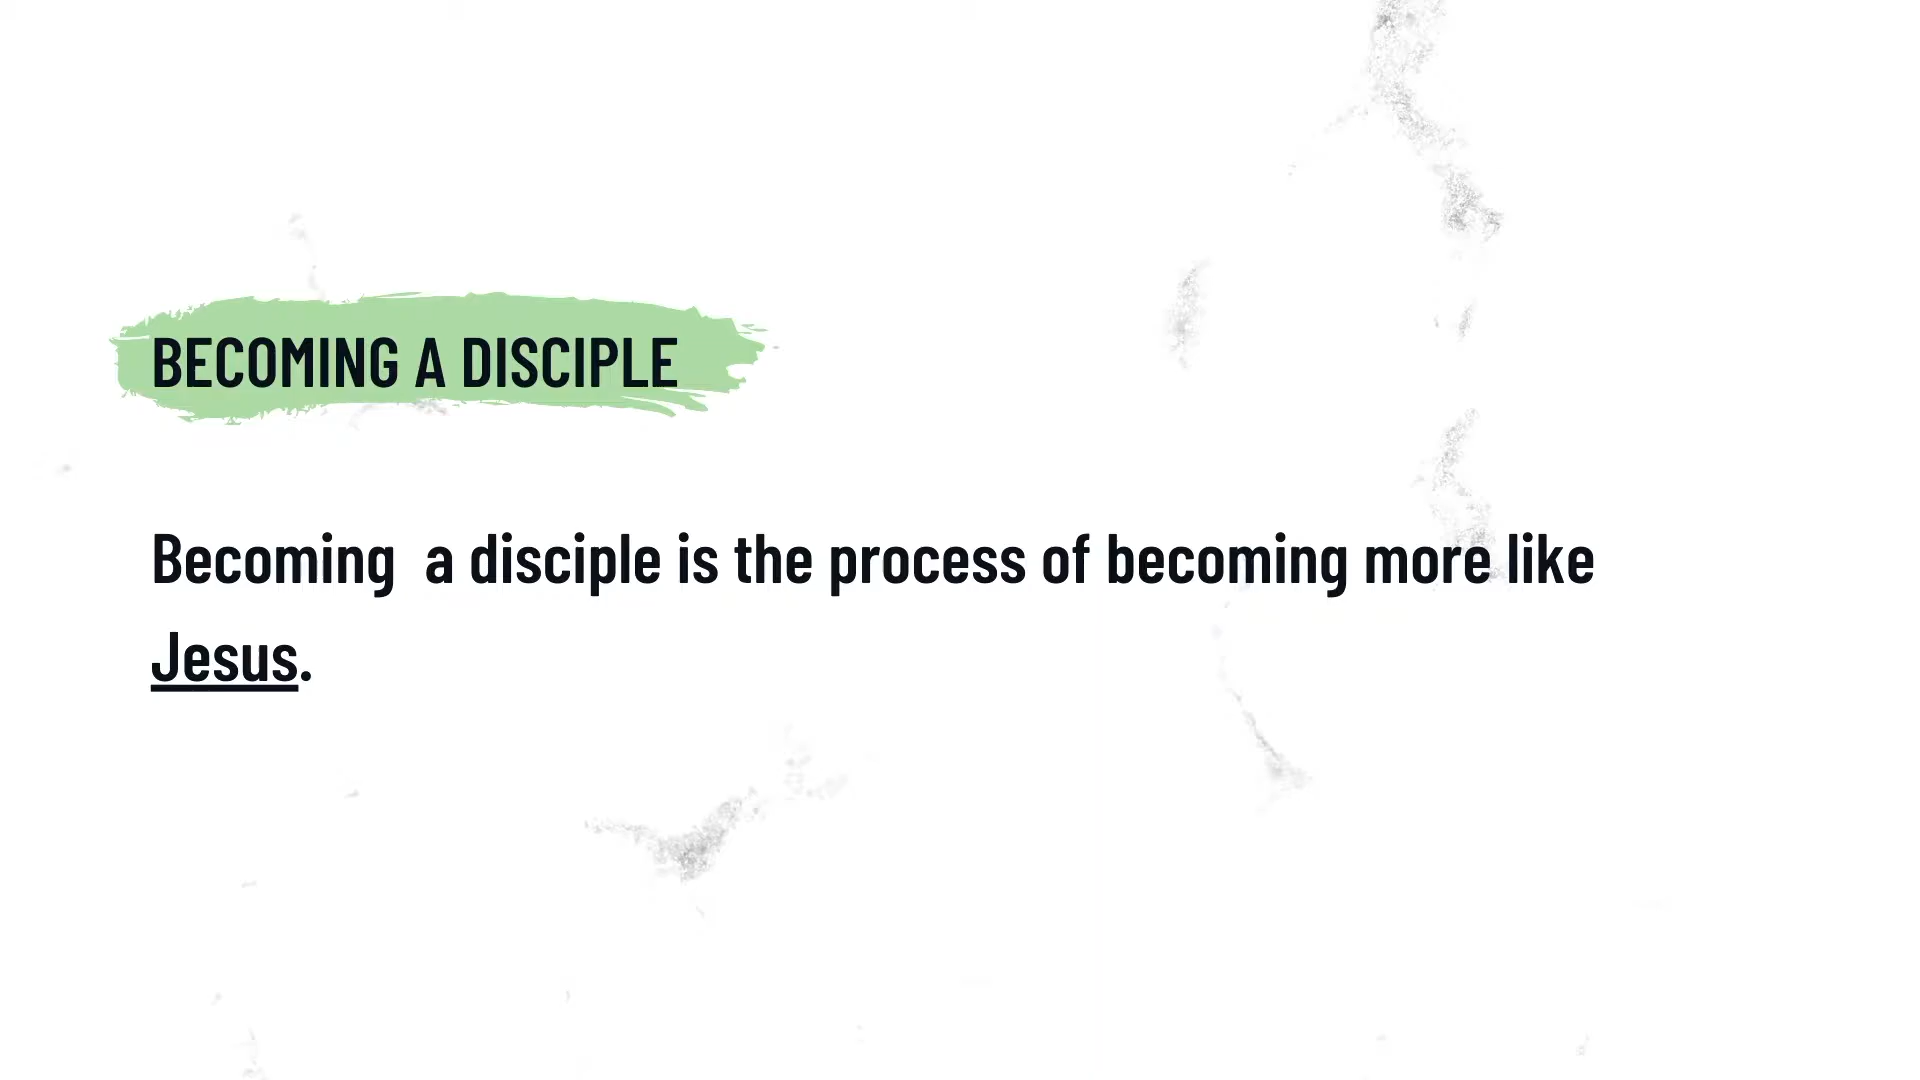 BECOMING A DISCIPLE
Becoming  a disciple is the process of becoming more like
Jesus.